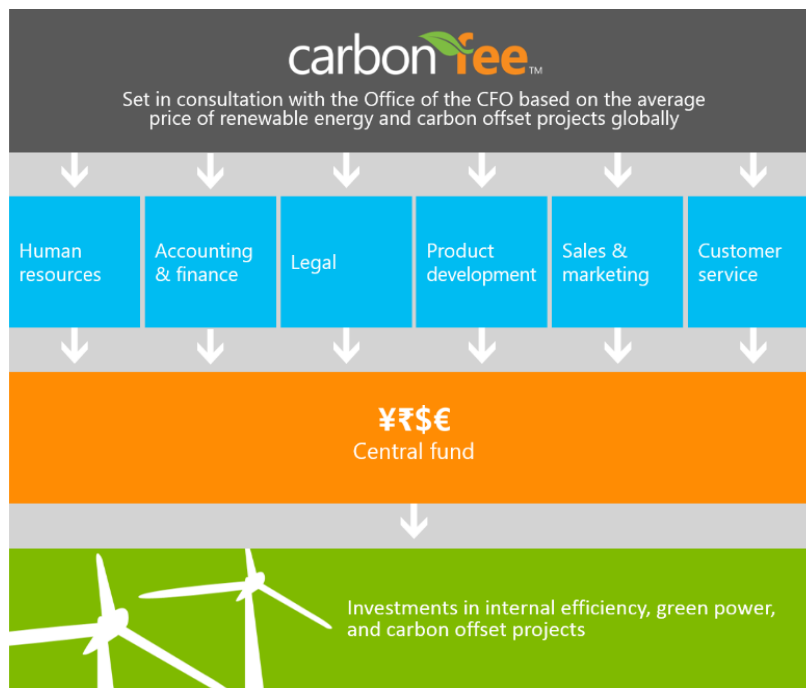 carbon fee™
Set in consultation with the Office of the CFO based on the average
price of renewable energy and carbon offset projects globally
Human
resources
Accounting
& finance
Legal
Product
development
Sales &
marketing
Customer
service
¥₹$€
Central fund
Investments in internal efficiency, green power,
and carbon offset projects